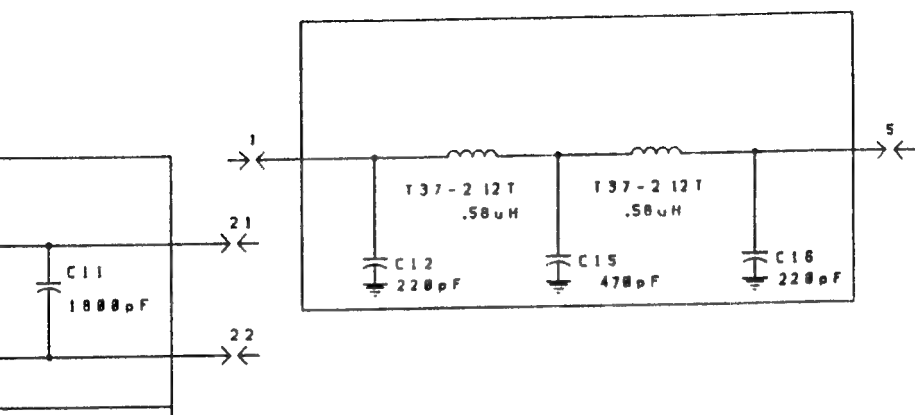 1
5
T37-2 12T
.58uH
T37-2 12T
.58uH
21
C11
1800pF
C12
220pF
C15
470pF
C16
220pF
22